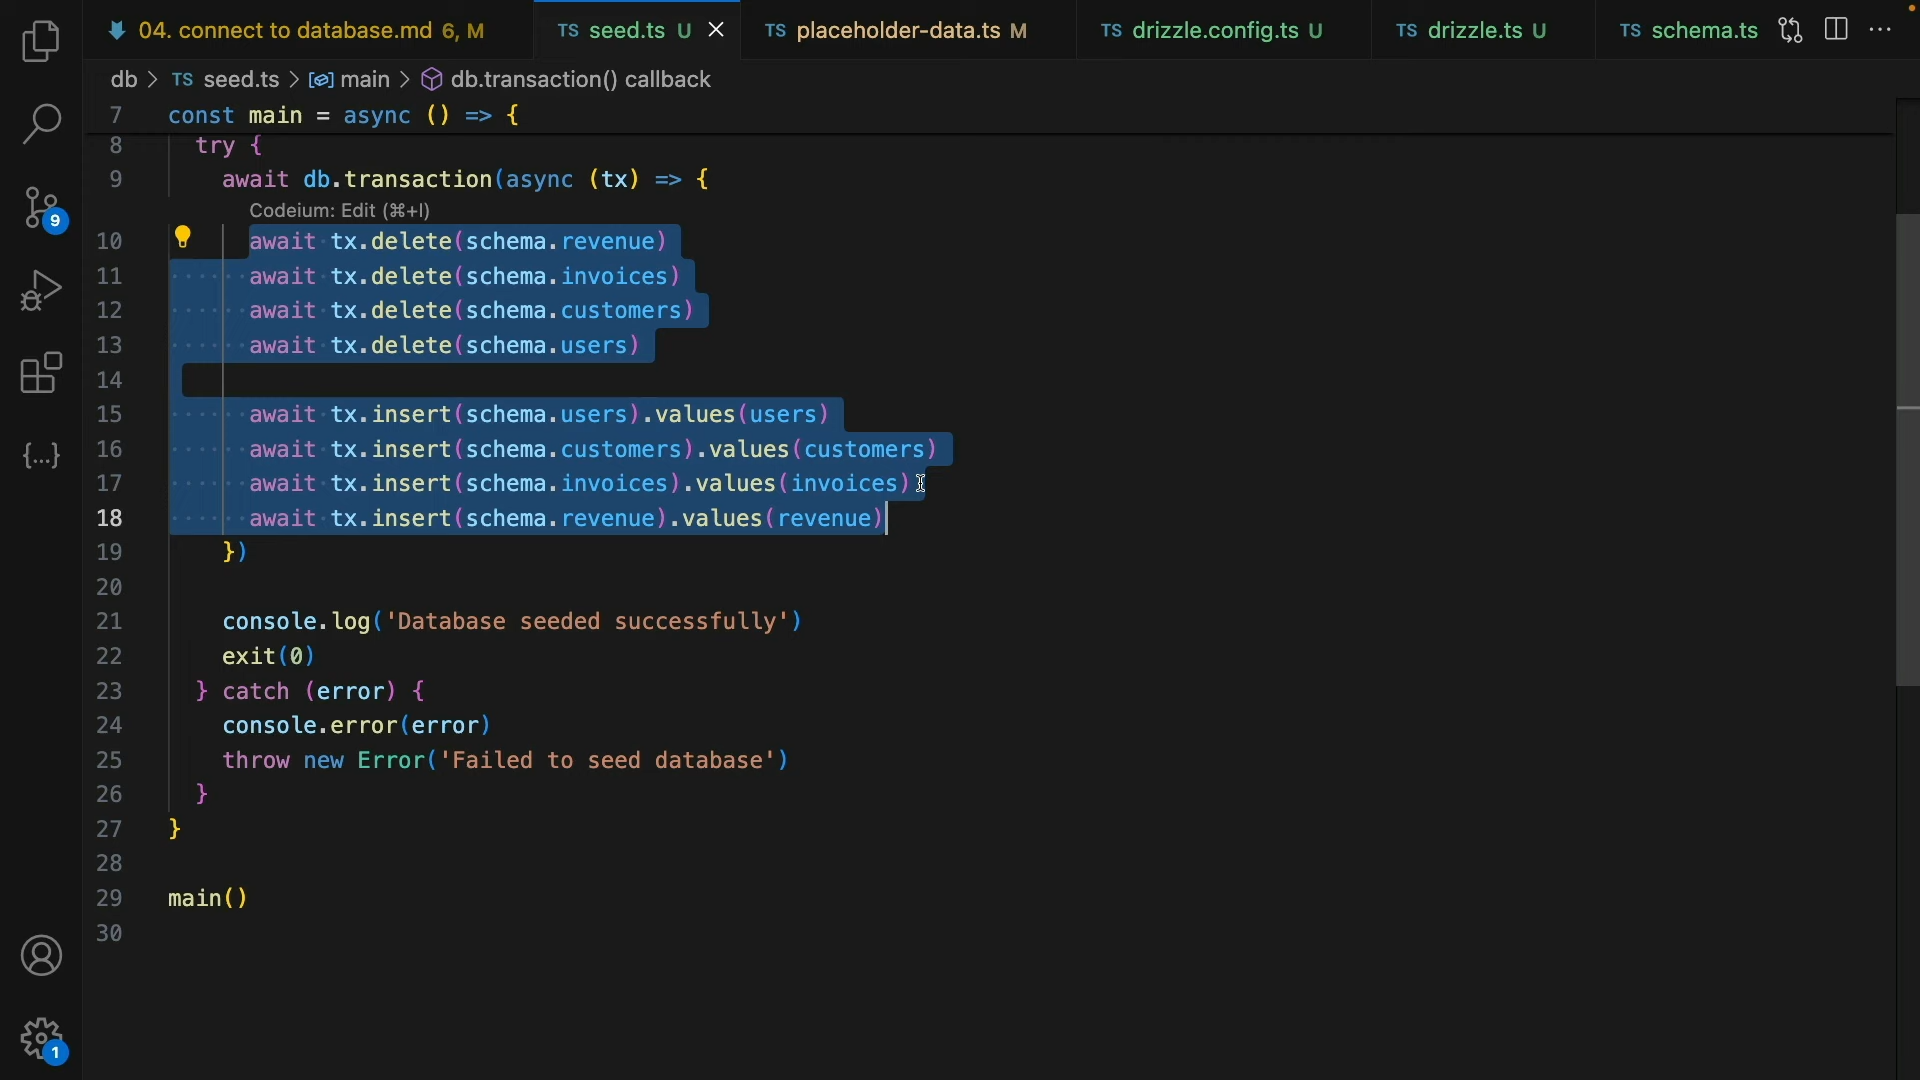 04. connect to database.md 6, M
TS seed.ts U
TS placeholder-data.ts M
TS drizzle.config.ts U
TS drizzle.ts U
TS schema.ts
db > TS seed.ts > main > db.transaction() callback
7 const main = async () => {
8 try {
9 await db.transaction(async (tx) => {
Codeium: Edit (⌘+I)
10 await tx.delete(schema.revenue)
11 await tx.delete(schema.invoices)
12 await tx.delete(schema.customers)
13 await tx.delete(schema.users)
14
15 await tx.insert(schema.users).values(users)
16 await tx.insert(schema.customers).values(customers)
17 await tx.insert(schema.invoices).values(invoices)
18 await tx.insert(schema.revenue).values(revenue)
19 })
20
21 console.log('Database seeded successfully')
22 exit(0)
23 } catch (error) {
24 console.error(error)
25 throw new Error('Failed to seed database')
26 }
27 }
28
29 main()
30
9
{...}
1